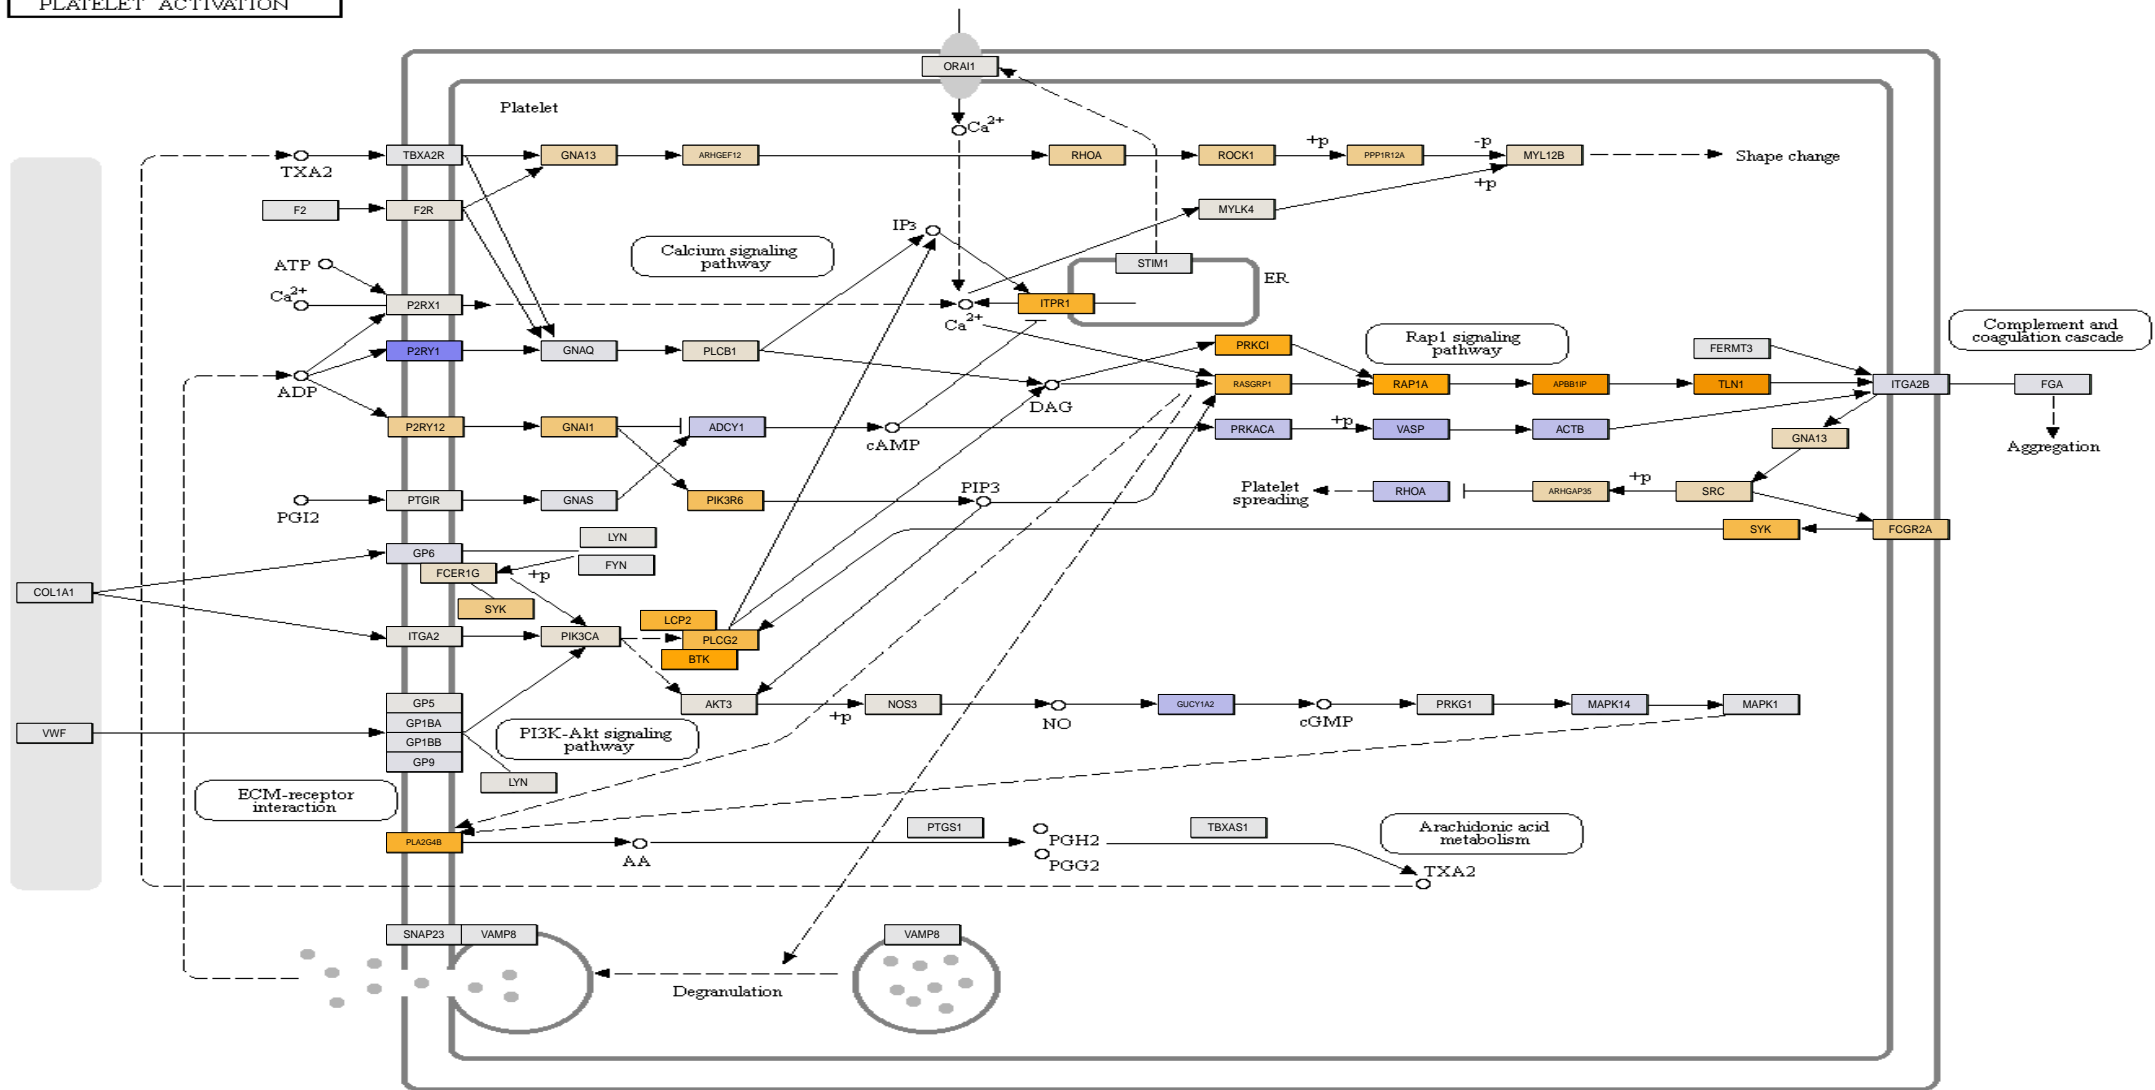 PLATELET ACTIVATION
ORAI1
Platelet
Ca2+
TBXA2R
GNA13
ARHGEF12
RHOA
ROCK1
+p
PPP1R12A
-p
MYL12B
Shape change
TXA2
+p
F2
F2R
MYLK4
IP3
Calcium signaling
pathway
ATP
STIM1
ER
Ca2+
P2RX1
ITPR1
Ca2+
Complement and
coagulation cascade
Rap1 signaling
pathway
P2RY1
GNAQ
PLCB1
PRKCI
FERMT3
ADP
DAG
RASGRP1
RAP1A
APBB1IP
TLN1
ITGA2B
FGA
P2RY12
GNAI1
ADCY1
cAMP
PRKACA
+p
VASP
ACTB
GNA13
Aggregation
PGI2
PTGIR
GNAS
PIK3R6
PIP3
Platelet
spreading
RHOA
ARHGAP35
+p
SRC
LYN
SYK
FCGR2A
GP6
FCER1G
+p
FYN
COL1A1
SYK
LCP2
ITGA2
PIK3CA
PLCG2
BTK
GP5
AKT3
+p
NOS3
NO
GUCY1A2
cGMP
PRKG1
MAPK14
MAPK1
VWF
GP1BA
GP1BB
GP9
PI3K-Akt signaling
pathway
LYN
ECM-receptor
interaction
PLA2G4B
AA
PTGS1
PGH2
PGG2
TBXAS1
Arachidonic acid
metabolism
TXA2
SNAP23
VAMP8
VAMP8
Degranulation